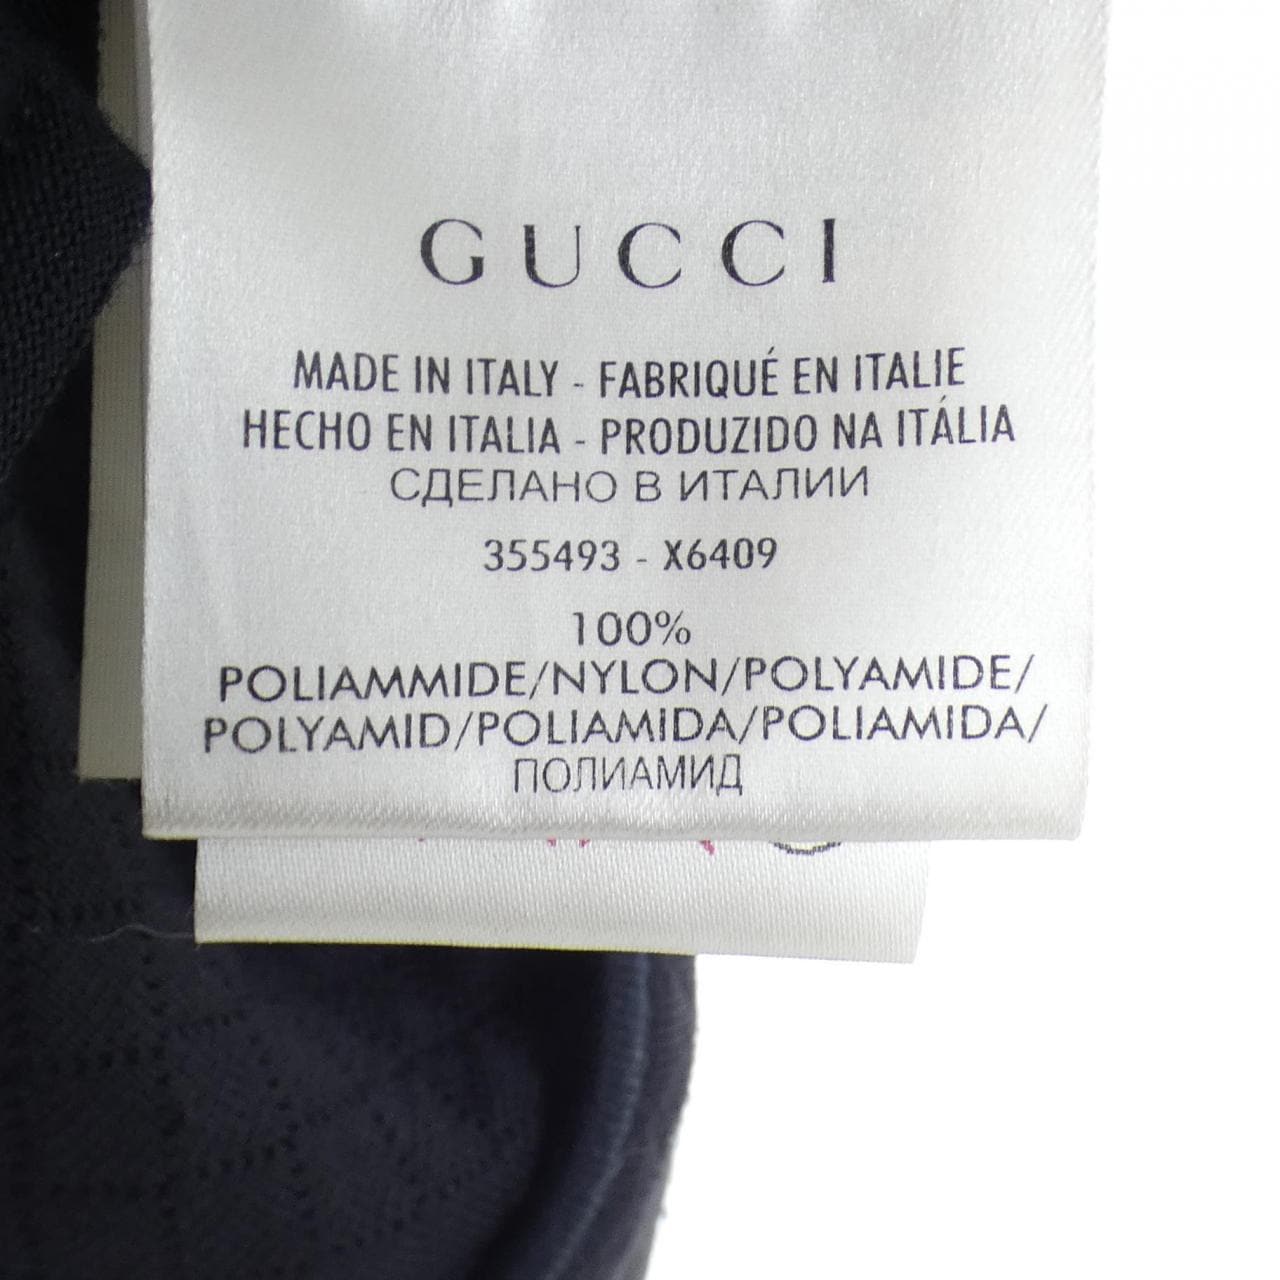 GUCCI
MADE IN ITALY - FABRIQUÉ EN ITALIE
HECHO EN ITALIA - PRODUZIDO NA ITÁLIA
СДЕЛАНО В ИТАЛИИ
355493 - X6409
100%
POLIAMMIDE/NYLON/POLYAMIDE/
POLYAMID/POLIAMIDA/POLIAMIDA/
ПОЛИАМИД